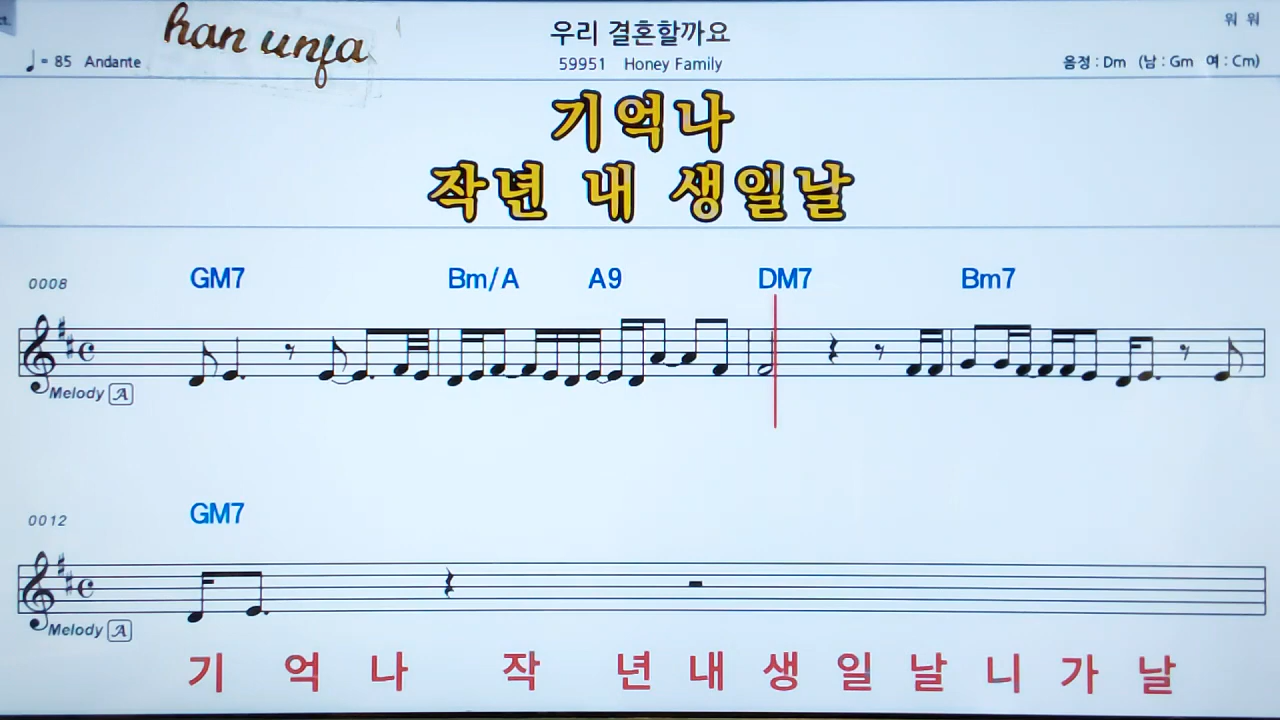 han unfa
우리 결혼할까요
워 워
♩= 85 Andante
59951 Honey Family
음정 : Dm (남 : Gm 여 : Cm)
기억나
작년 내 생일날
0008 GM7 Bm/A A9 DM7 Bm7
Melody A
0012 GM7
Melody A
기 억 나 작 년 내 생 일 날 니 가 날